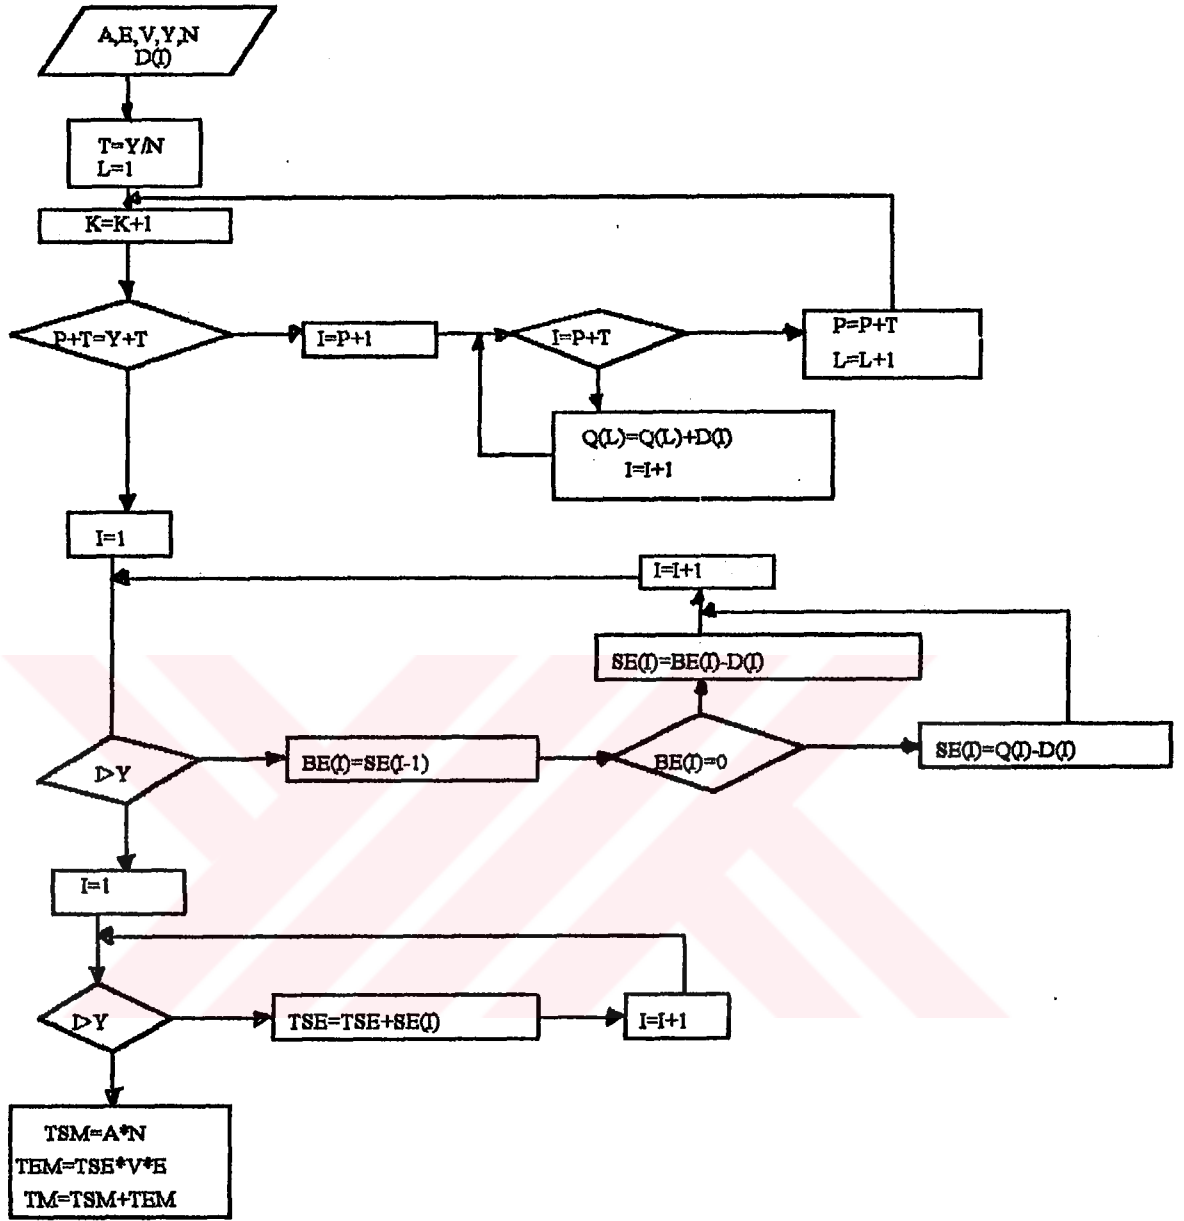 A,E,V,Y,N
D(I)
T=Y/N
L=1
K=K+1
P+T=Y+T
I=P+1
I=P+T
P=P+T
L=L+1
Q(L)=Q(L)+D(I)
I=I+1
I=1
I=I+1
SE(I)=BE(I)-D(I)
I>Y
BE(I)=SE(I-1)
BE(I)=0
SE(I)=Q(I)-D(I)
I=1
I>Y
TSE=TSE+SE(I)
I=I+1
TSM=A*N
TEM=TSE*V*E
TM=TSM+TEM